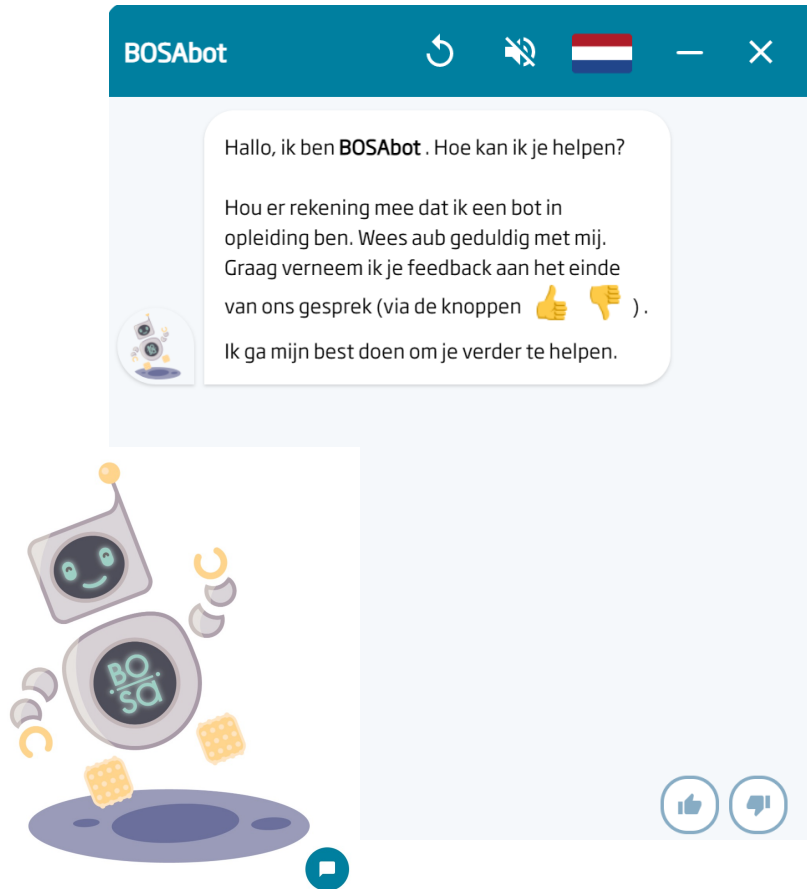 BOSAbot
Hallo, ik ben BOSAbot . Hoe kan ik je helpen?
Hou er rekening mee dat ik een bot in
opleiding ben. Wees aub geduldig met mij.
Graag verneem ik je feedback aan het einde
van ons gesprek (via de knoppen 👍 👎 ) .
Ik ga mijn best doen om je verder te helpen.
BO
sa